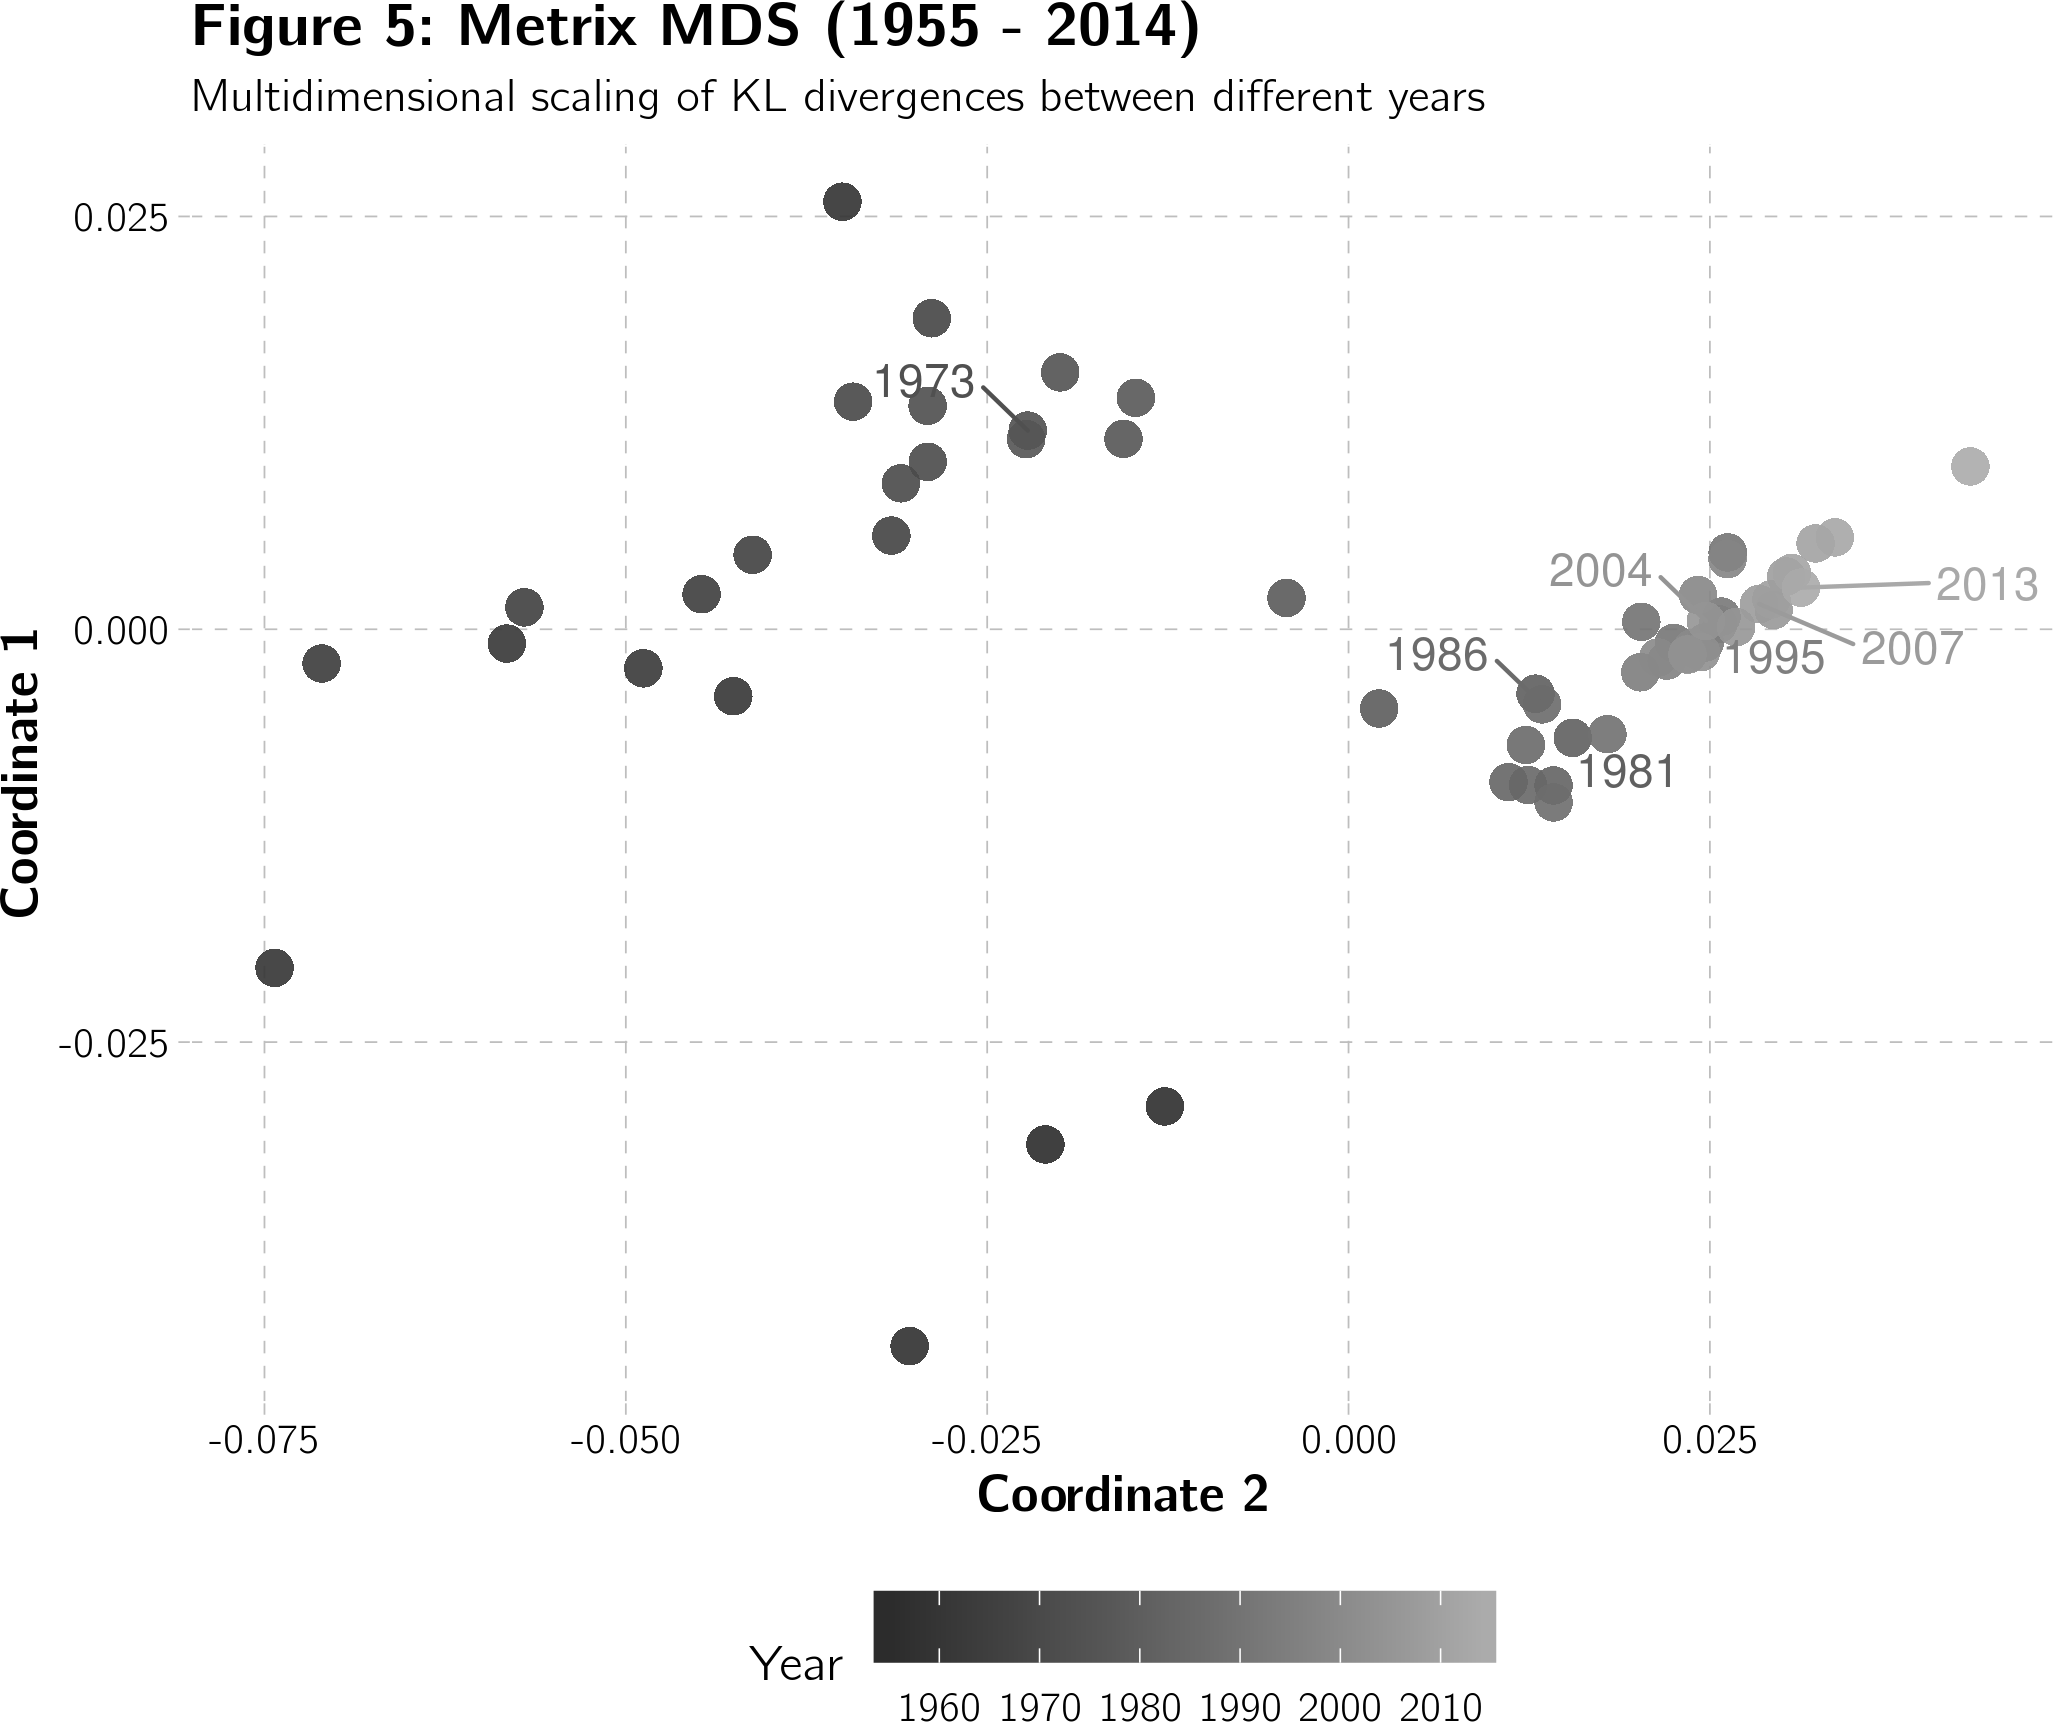 Figure 5: Metrix MDS (1955 - 2014)
Multidimensional scaling of KL divergences between different years
0.025
1973
2004
2013
0.000
1986
1995
2007
1981
Coordinate 1
-0.025
-0.075 -0.050 -0.025 0.000 0.025
Coordinate 2
Year
1960 1970 1980 1990 2000 2010